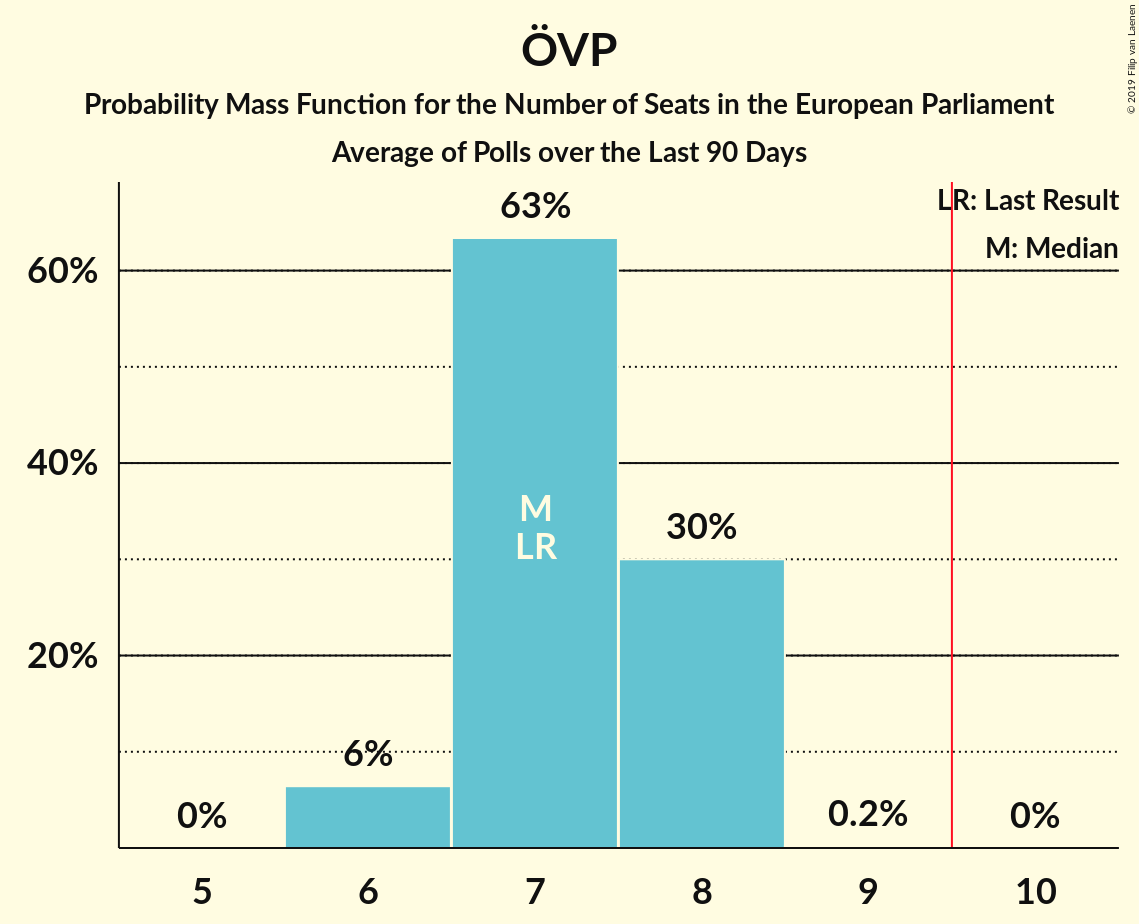 ÖVP
Probability Mass Function for the Number of Seats in the European Parliament
Average of Polls over the Last 90 Days
© 2019 Filip van Laenen
LR: Last Result
M: Median
63%
60%
40%
M
LR
30%
20%
6%
0%
0.2%
0%
5 6 7 8 9 10